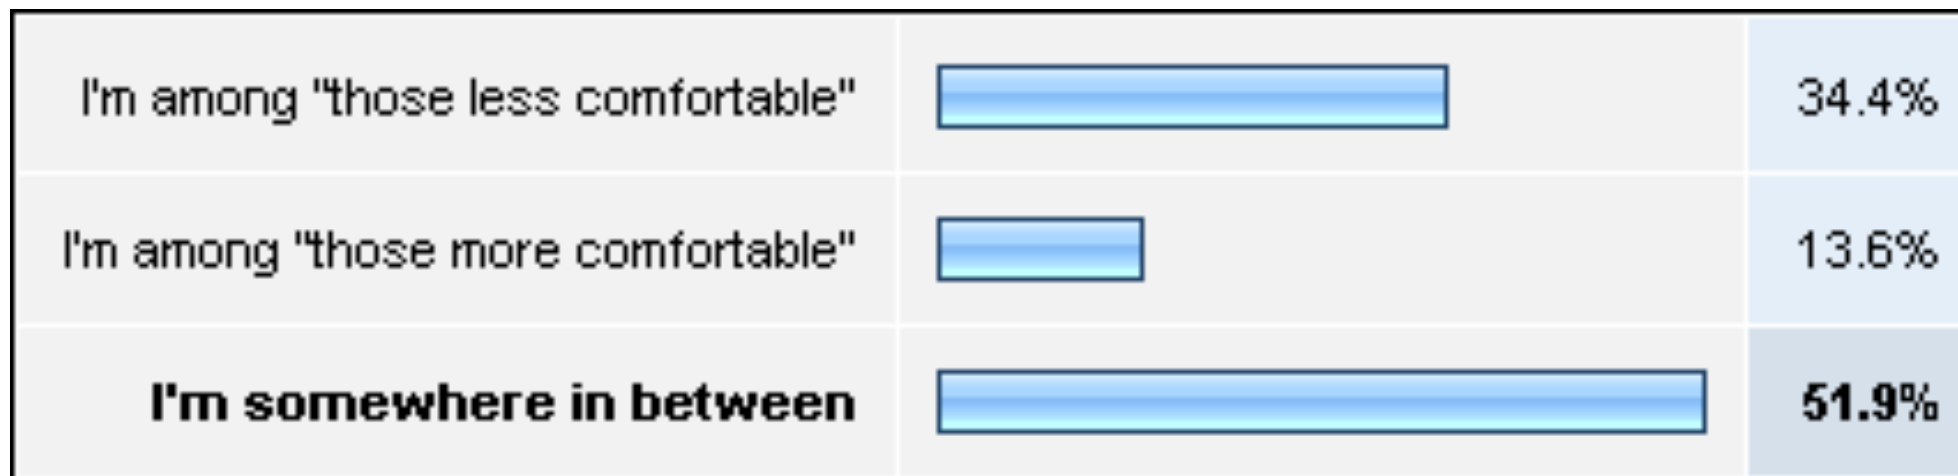 I'm among "those less comfortable" 34.4%
I'm among "those more comfortable" 13.6%
I'm somewhere in between 51.9%